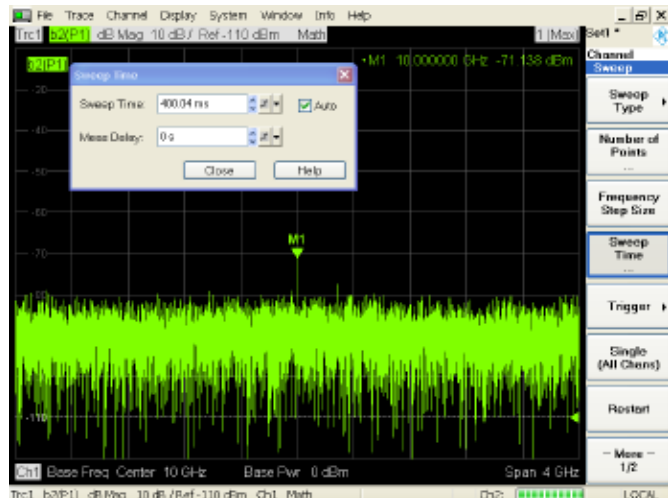 File Trace Channel Display System Window Info Help
Trc1 b2(P1) dB Mag 10 dB / Ref -110 dBm Math 1 (Max)
Set1 *
b2(P1)
•M1 10.000000 GHz -71.138 dBm
Channel
Sweep
Sweep Time
Sweep Time: 400.04 ms Auto
Meas Delay: 0 s
Close Help
-20
-40
-50
-60
-70
-110
M1
Sweep Type
Number of Points
...
Frequency Step Size
Sweep Time
...
Trigger
Single (All Chans)
Restart
— More —
1/2
Ch1 Base Freq Center 10 GHz Base Pwr 0 dBm Span 4 GHz
Trc1 b2(P1) dB Mag 10 dB / Ref -110 dBm Ch1 Math Ch2: LOCAL